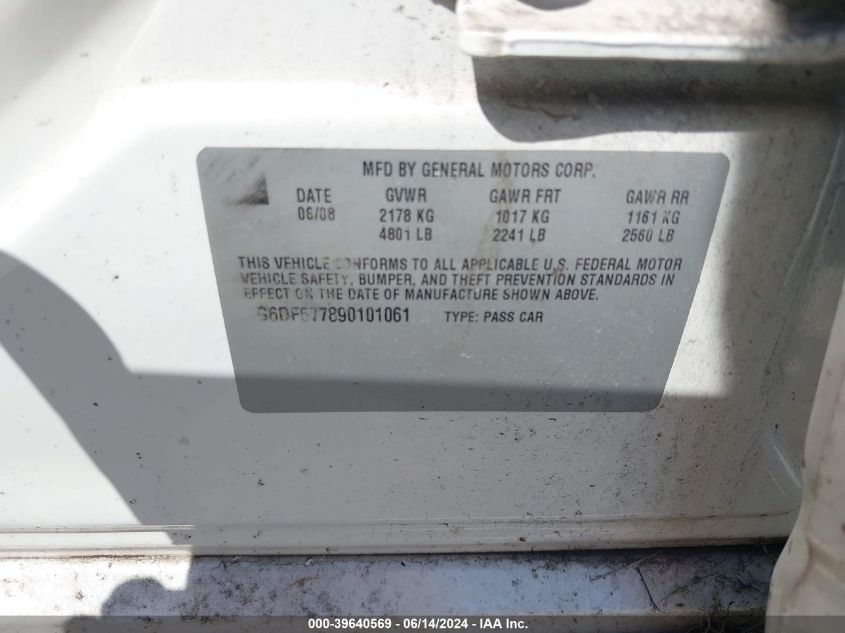 MFD BY GENERAL MOTORS CORP.
DATE GVWR GAWR FRT GAWR RR
06/08 2178 KG 1017 KG 1161 KG
4801 LB 2241 LB 2560 LB
THIS VEHICLE CONFORMS TO ALL APPLICABLE U.S. FEDERAL MOTOR
VEHICLE SAFETY, BUMPER, AND THEFT PREVENTION STANDARDS IN
EFFECT ON THE DATE OF MANUFACTURE SHOWN ABOVE.
G6DF577890101061 TYPE: PASS CAR
000-39640569 - 06/14/2024 - IAA Inc.